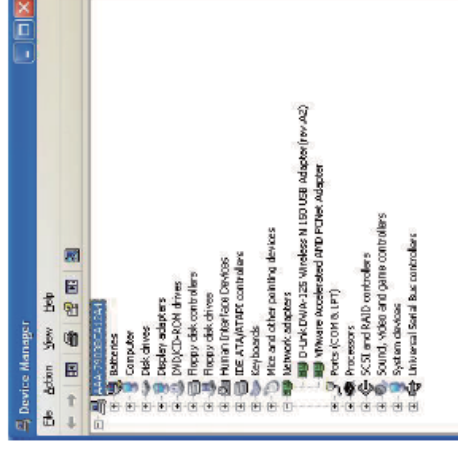 Device Manager
File Action View Help
Batteries
Computer
Disk drives
Display adapters
DVD/CD-ROM drives
Floppy disk controllers
Floppy disk drives
Human Interface Devices
IDE ATA/ATAPI controllers
Keyboards
Mice and other pointing devices
Network adapters
D-Link DWA-125 Wireless N 150 USB Adapter(rev.A2)
VMware Accelerated AMD PCNet Adapter
Ports (COM & LPT)
Processors
SCSI and RAID controllers
Sound, video and game controllers
System devices
Universal Serial Bus controllers